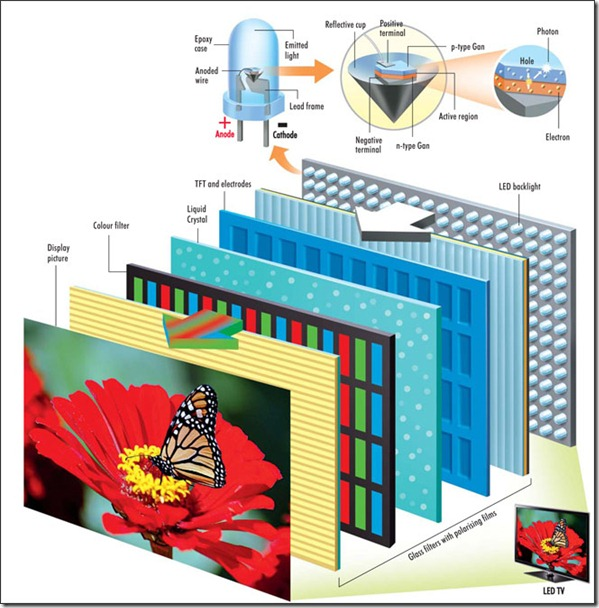 Reflective cup
Positive
terminal
p-type Gan
Photon
Epoxy
case
Emitted
light
Hole
Anoded
wire
Lead frame
Active region
Electron
+
Anode
-
Cathode
Negative
terminal
n-type Gan
TFT and electrodes
LED backlight
Liquid
Crystal
Colour filter
Display
picture
Glass filters with polarising films
LED TV